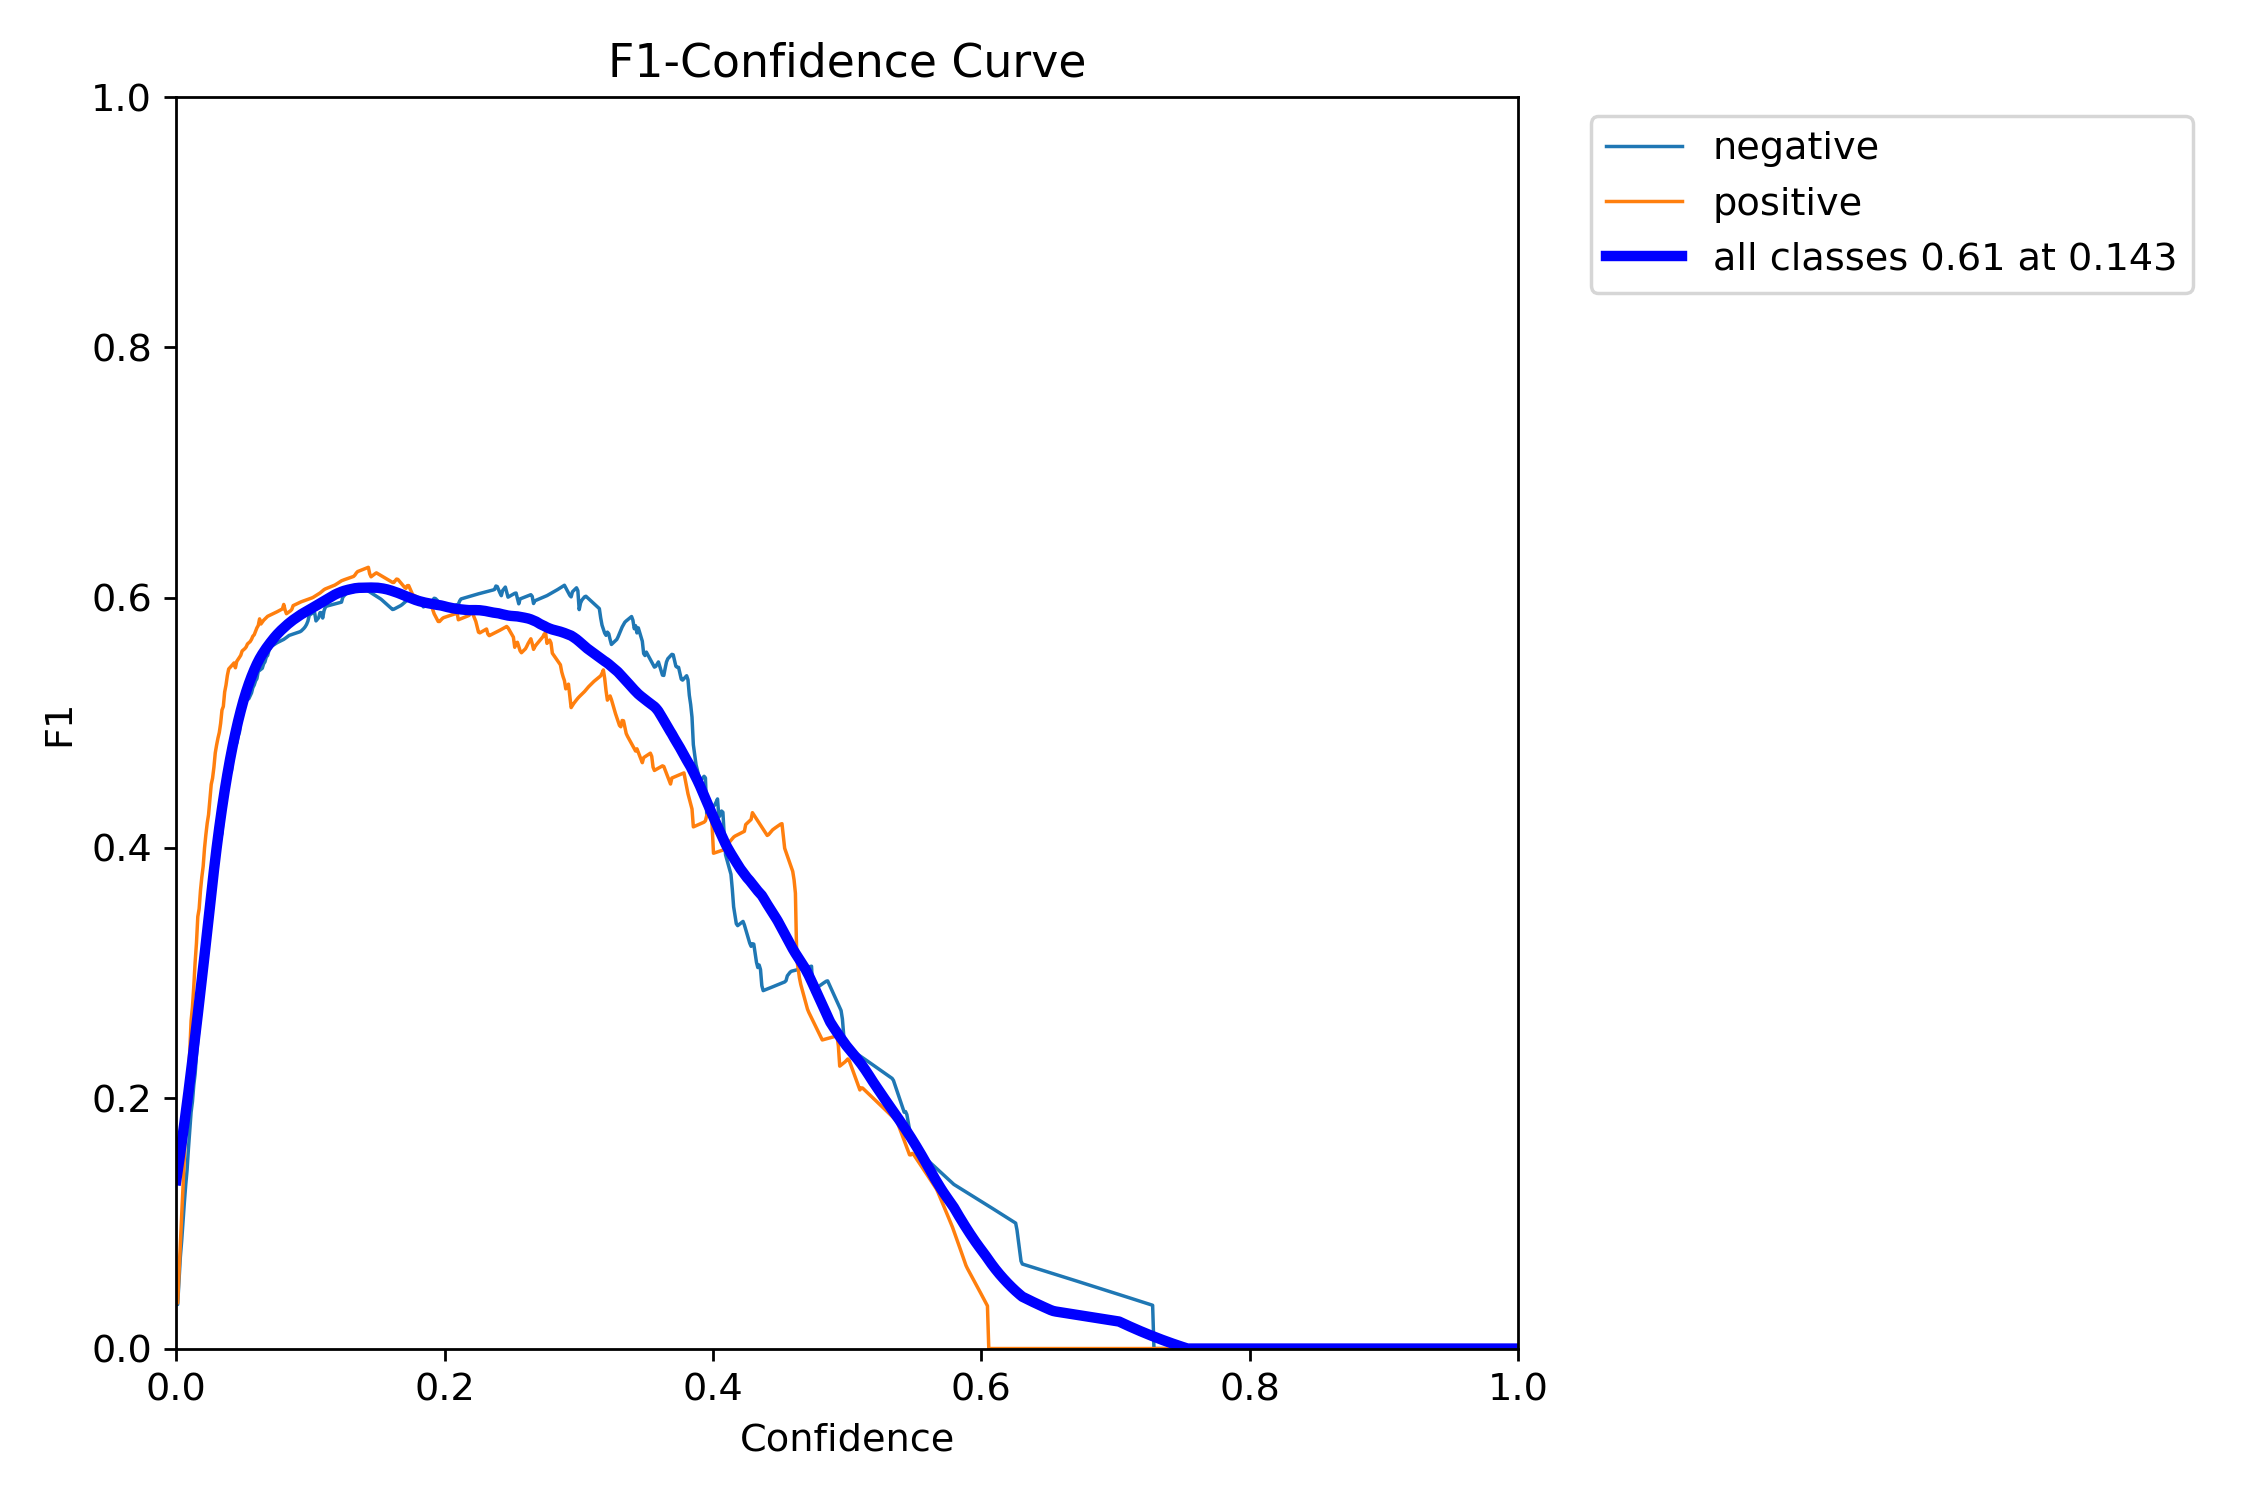 F1-Confidence Curve
negative
positive
all classes 0.61 at 0.143
1.0
0.8
0.6
0.4
0.2
0.0
F1
0.0 0.2 0.4 0.6 0.8 1.0
Confidence